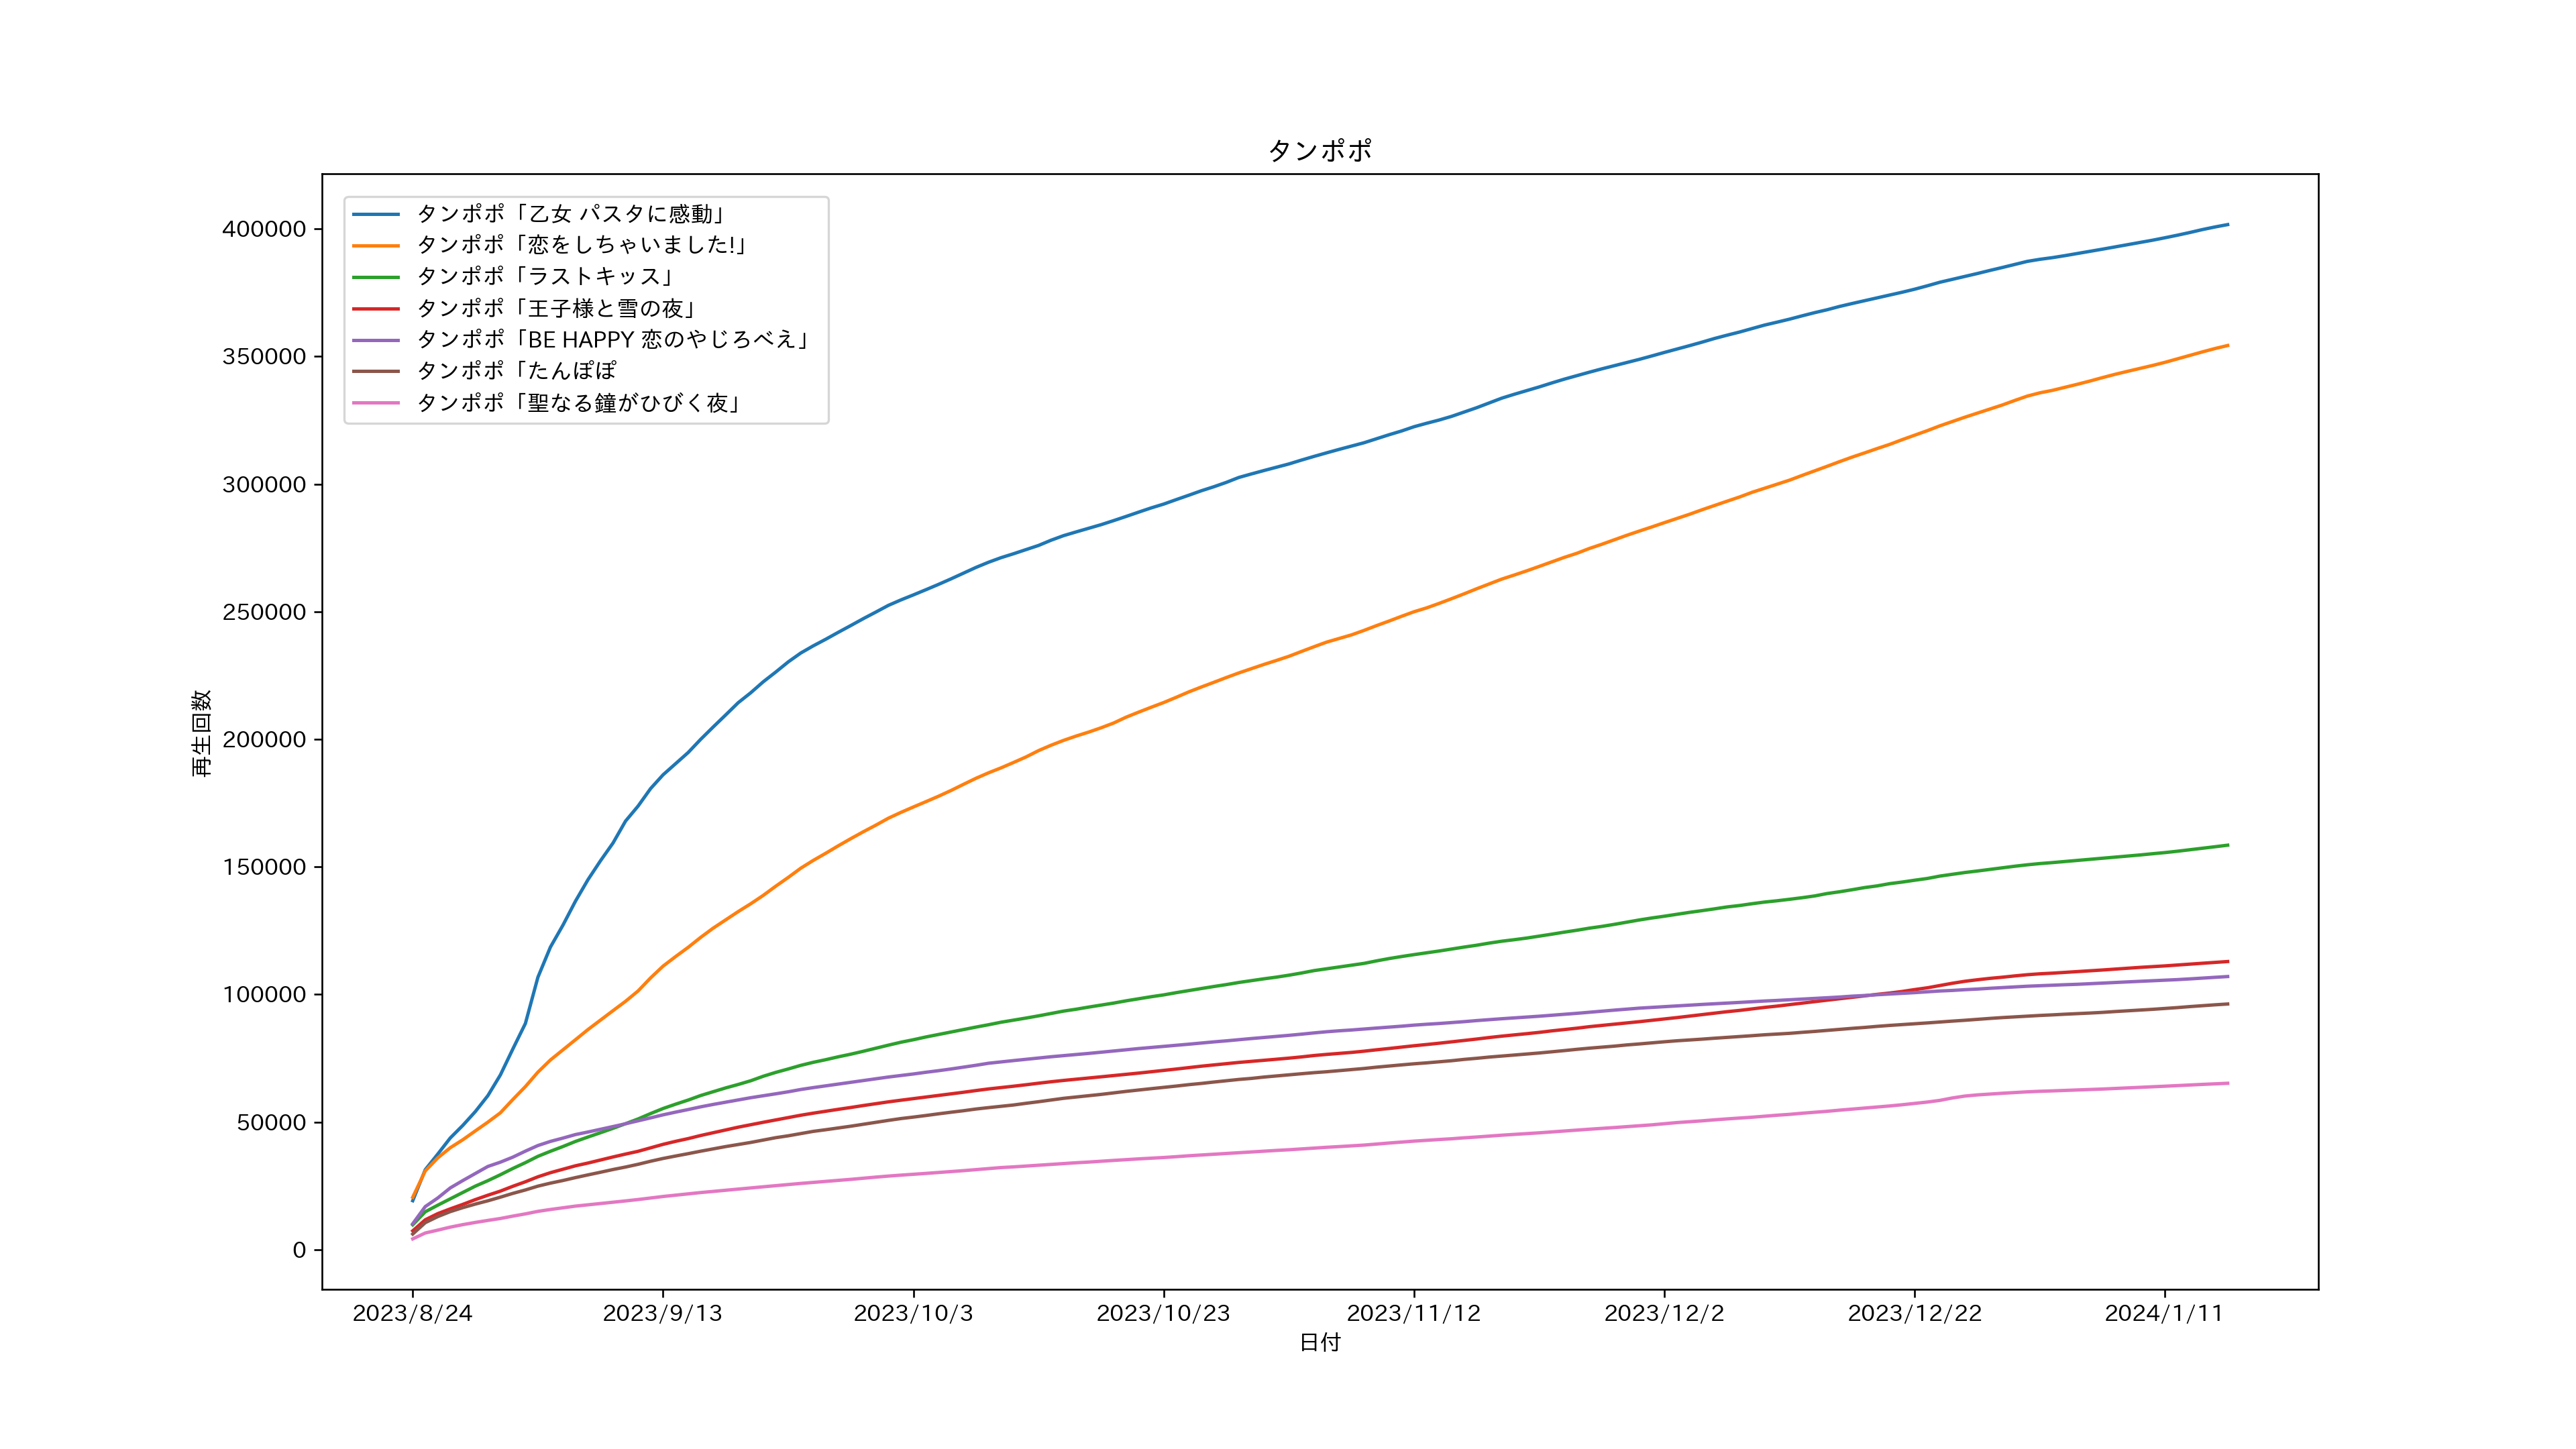 タンポポ
タンポポ「乙女 パスタに感動」
タンポポ「恋をしちゃいました!」
タンポポ「ラストキッス」
タンポポ「王子様と雪の夜」
タンポポ「BE HAPPY 恋のやじろべえ」
タンポポ「たんぽぽ
タンポポ「聖なる鐘がひびく夜」
400000
350000
300000
250000
200000
150000
100000
50000
0
再生回数
2023/8/24
2023/9/13
2023/10/3
2023/10/23
2023/11/12
2023/12/2
2023/12/22
2024/1/11
日付